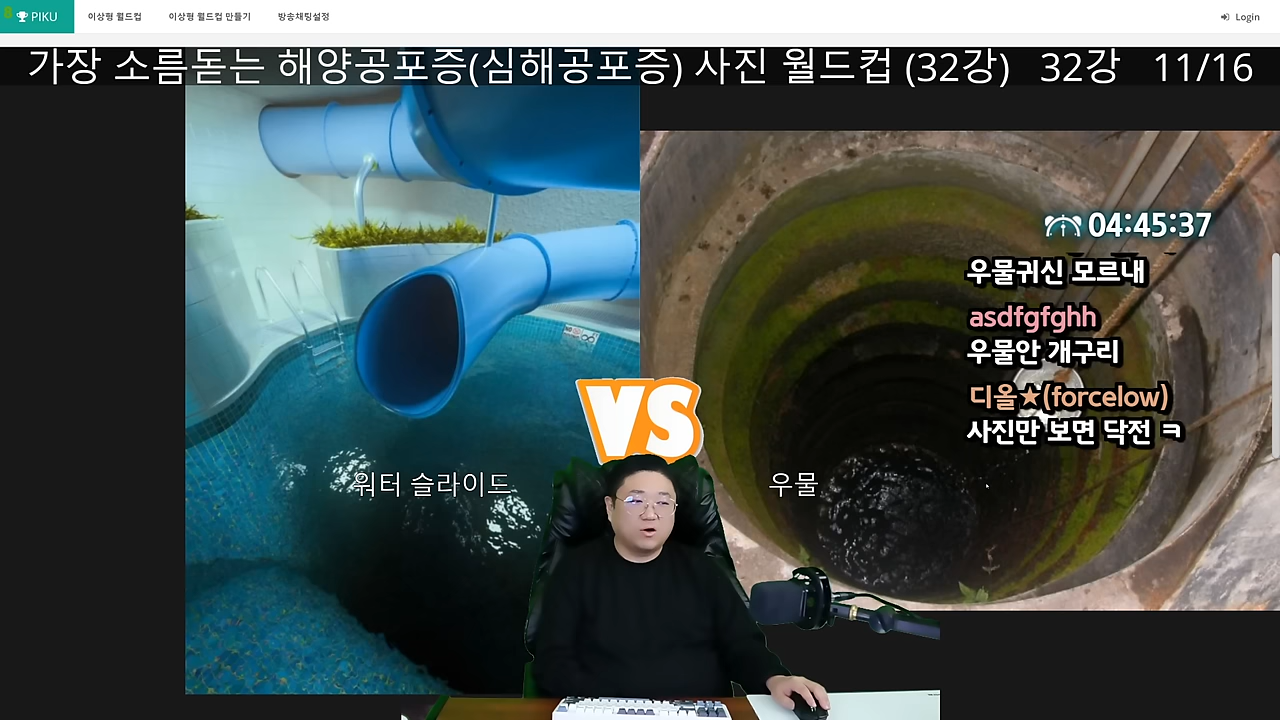 PIKU
이상형 월드컵
이상형 월드컵 만들기
방송채팅설정
Login
가장 소름돋는 해양공포증(심해공포증) 사진 월드컵 (32강) 32강 11/16
04:45:37
우물귀신 모르내
asdfgfghh
우물안 개구리
디올★(forcelow)
사진만 보면 닥전 ㅋ
VS
워터 슬라이드
우물